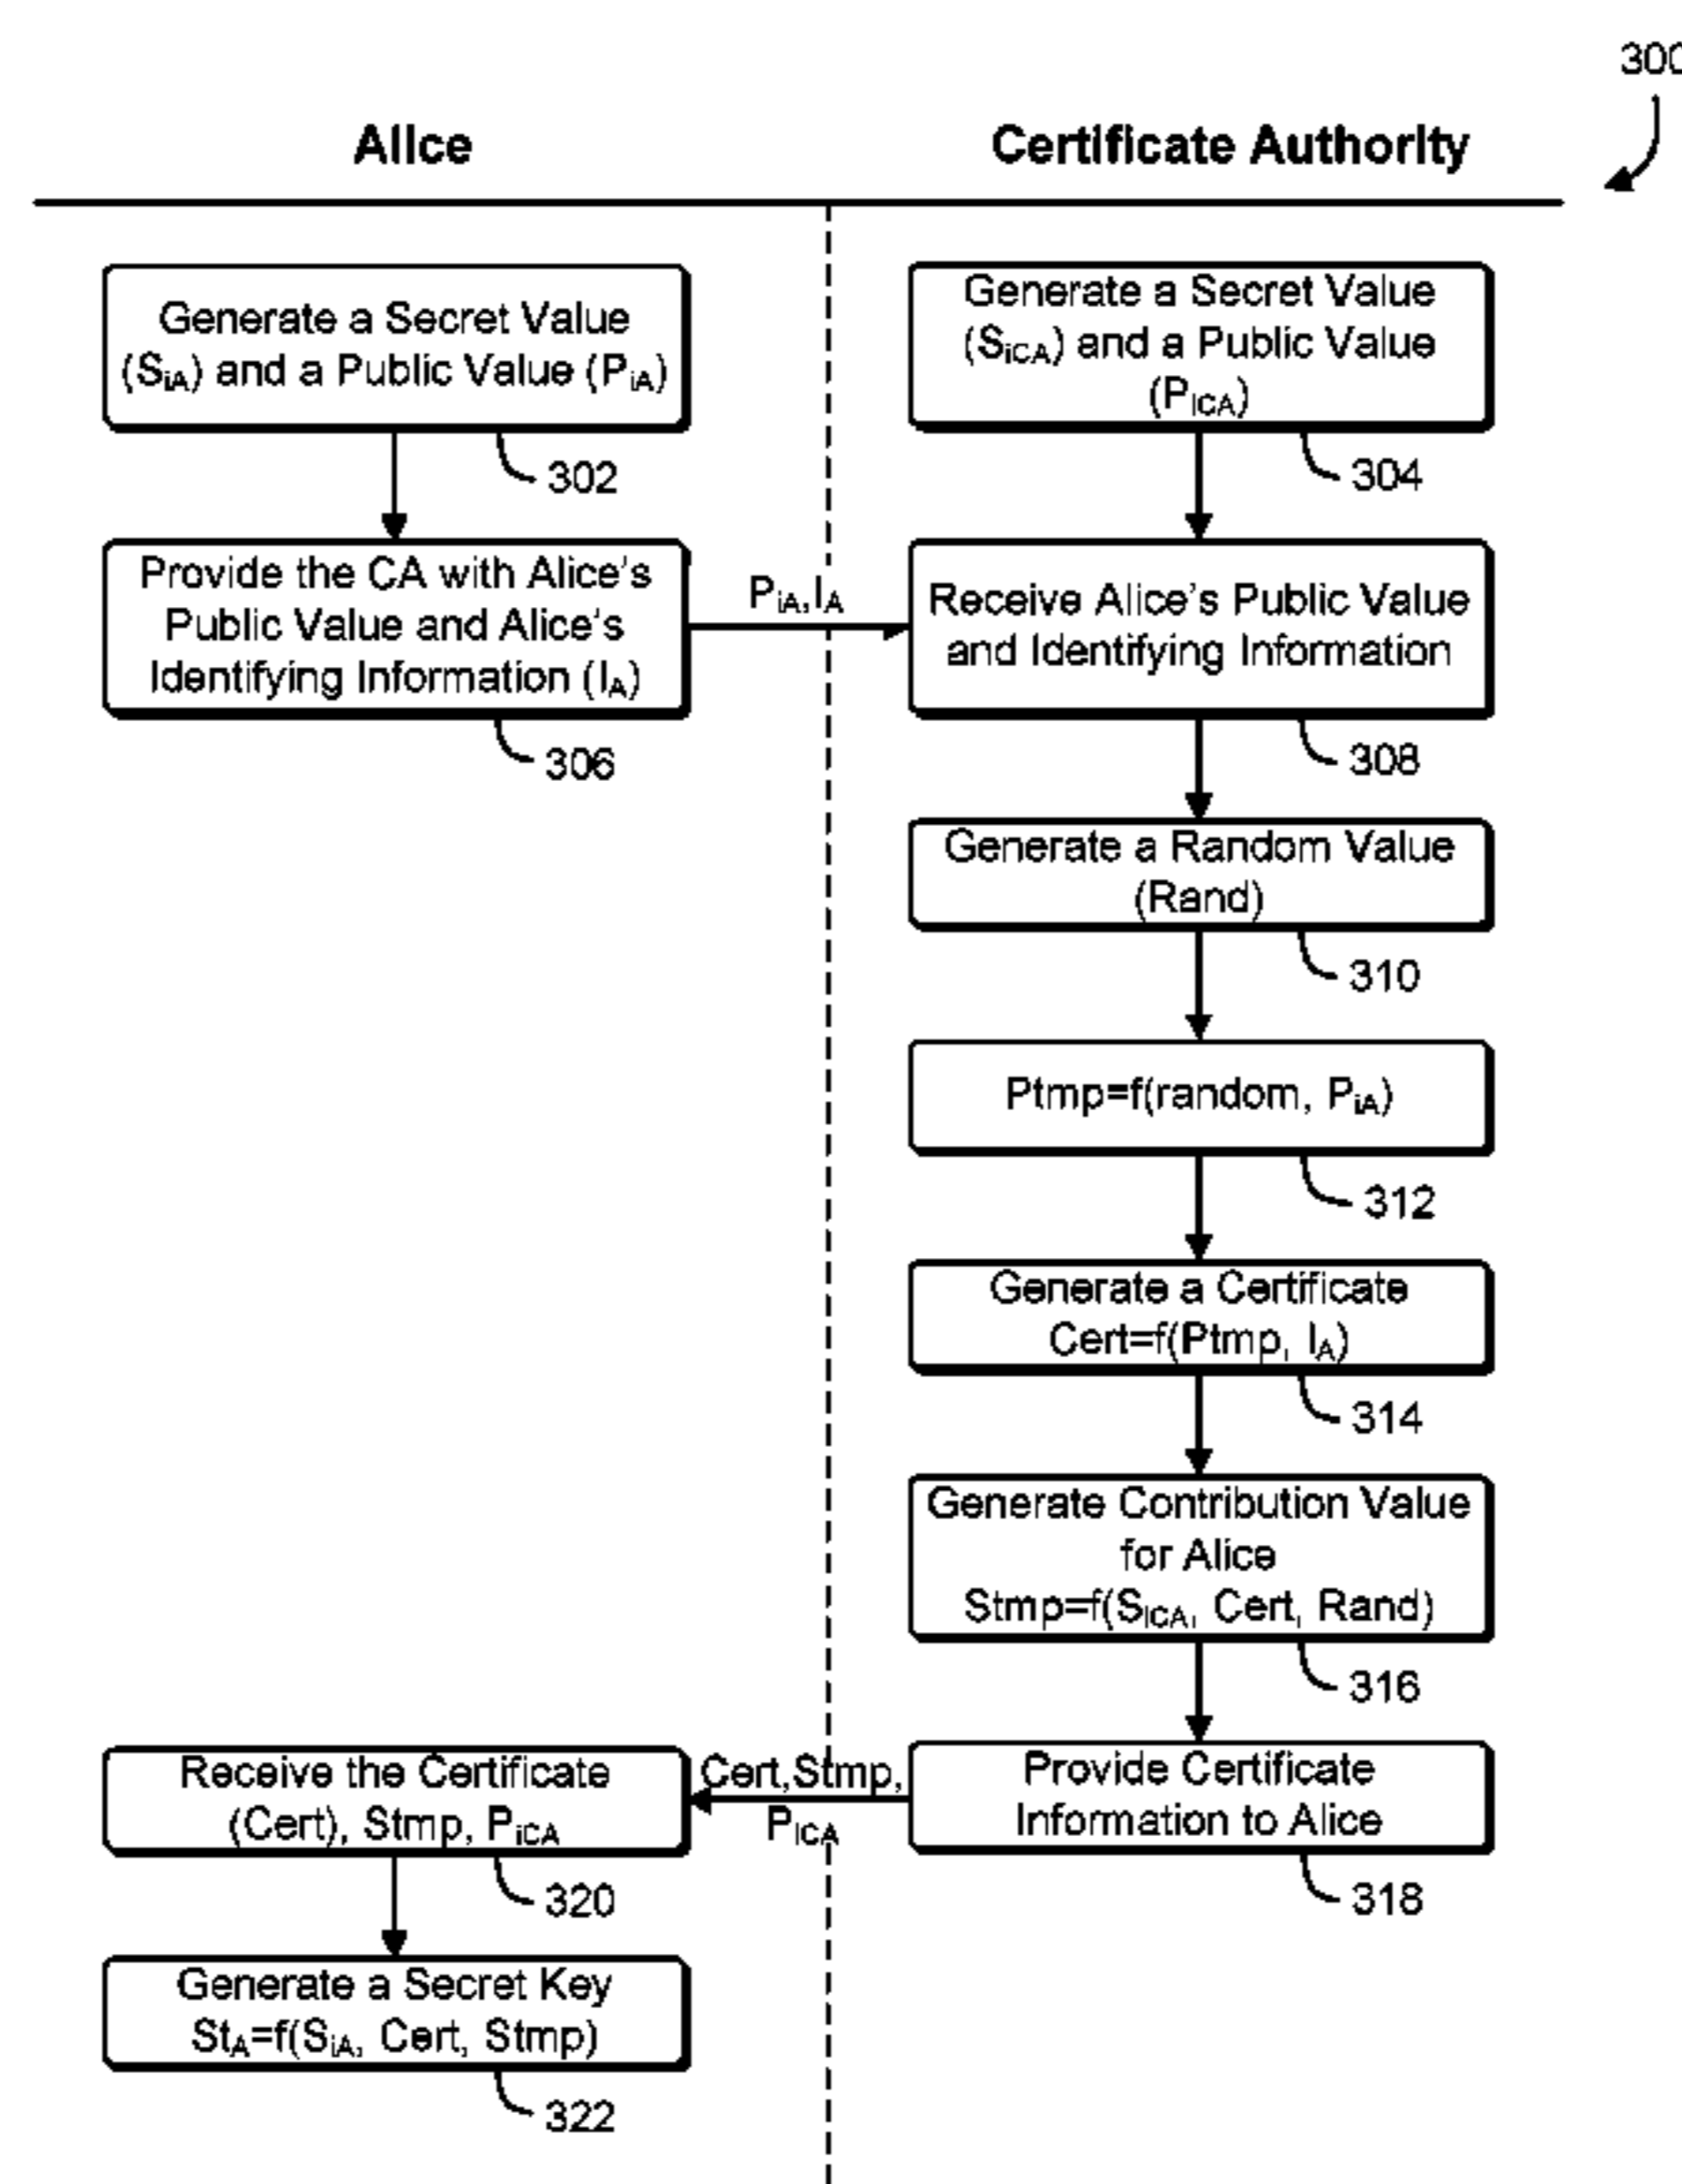 300
Alice
Certificate Authority
Generate a Secret Value
(SiA) and a Public Value (PiA)
302
Generate a Secret Value
(SiCA) and a Public Value
(PiCA)
304
Provide the CA with Alice's
Public Value and Alice's
Identifying Information (IA)
306
PiA,IA
Receive Alice's Public Value
and Identifying Information
308
Generate a Random Value
(Rand)
310
Ptmp=f(random, PiA)
312
Generate a Certificate
Cert=f(Ptmp, IA)
314
Generate Contribution Value
for Alice
Stmp=f(SiCA, Cert, Rand)
316
Provide Certificate
Information to Alice
318
Cert,Stmp,
PiCA
Receive the Certificate
(Cert), Stmp, PiCA
320
Generate a Secret Key
StA=f(SiA, Cert, Stmp)
322